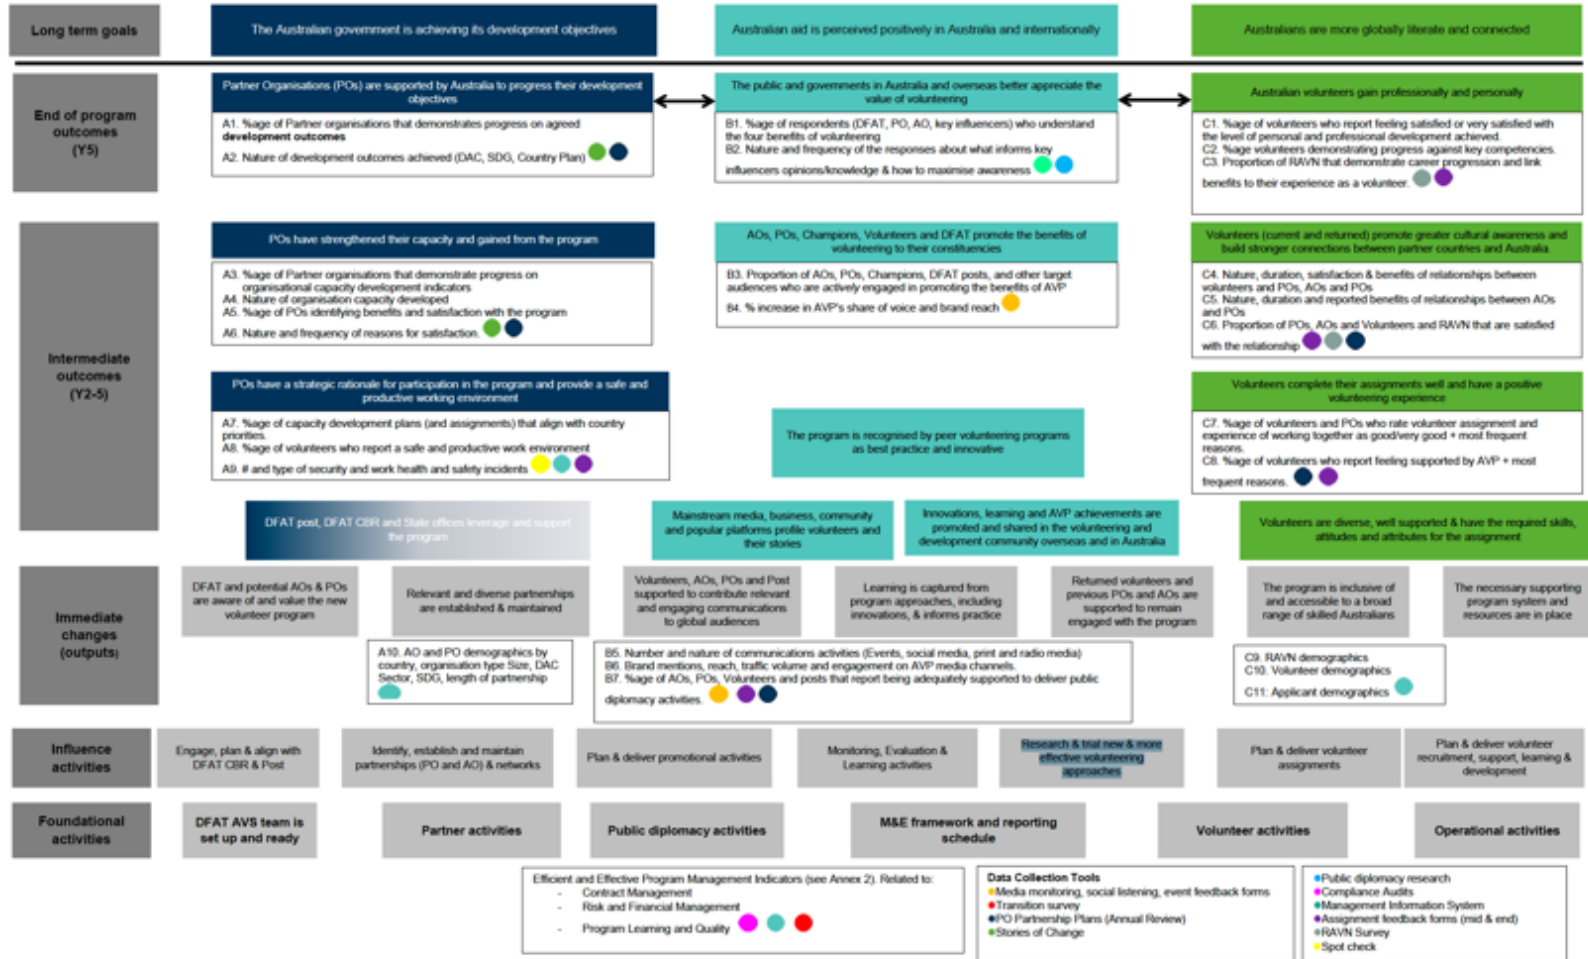 Long term goals
The Australian government is achieving its development objectives
Australian aid is perceived positively in Australia and internationally
Australians are more globally literate and connected
End of program
outcomes
(Y5)
Partner Organisations (POs) are supported by Australia to progress their development
objectives
A1. %age of Partner organisations that demonstrates progress on agreed
development outcomes
A2. Nature of development outcomes achieved (DAC, SDG, Country Plan)
The public and governments in Australia and overseas better appreciate the
value of volunteering
B1. %age of respondents (DFAT, PO, AO, key influencers) who understand
the four benefits of volunteering
B2. Nature and frequency of the responses about what informs key
influencers opinions/knowledge & how to maximise awareness
Australian volunteers gain professionally and personally
C1. %age of volunteers who report feeling satisfied or very satisfied with
the level of personal and professional development achieved.
C2. %age volunteers demonstrating progress against key competencies.
C3. Proportion of RAVN that demonstrate career progression and link
benefits to their experience as a volunteer.
Intermediate
outcomes
(Y2-5)
POs have strengthened their capacity and gained from the program
A3. %age of Partner organisations that demonstrate progress on
organisational capacity development indicators
A4. Nature of organisation capacity developed
A5. %age of POs identifying benefits and satisfaction with the program
A6. Nature and frequency of reasons for satisfaction.
AOs, POs, Champions, Volunteers and DFAT promote the benefits of
volunteering to their constituencies
B3. Proportion of AOs, POs, Champions, DFAT posts, and other target
audiences who are actively engaged in promoting the benefits of AVP
B4. % increase in AVP's share of voice and brand reach
Volunteers (current and returned) promote greater cultural awareness and
build stronger connections between partner countries and Australia
C4. Nature, duration, satisfaction & benefits of relationships between
volunteers and POs, AOs and POs
C5. Nature, duration and reported benefits of relationships between AOs
and POs
C6. Proportion of POs, AOs and Volunteers and RAVN that are satisfied
with the relationship
POs have a strategic rationale for participation in the program and provide a safe and
productive working environment
A7. %age of capacity development plans (and assignments) that align with country
priorities.
A8. %age of volunteers who report a safe and productive work environment
A9. # and type of security and work health and safety incidents
The program is recognised by peer volunteering programs
as best practice and innovative
Volunteers complete their assignments well and have a positive
volunteering experience
C7. %age of volunteers and POs who rate volunteer assignment and
experience of working together as good/very good + most frequent
reasons.
C8. %age of volunteers who report feeling supported by AVP + most
frequent reasons.
DFAT post, DFAT CBR and State offices leverage and support
the program
Mainstream media, business, community
and popular platforms profile volunteers and
their stories
Innovations, learning and AVP achievements are
promoted and shared in the volunteering and
development community overseas and in Australia
Volunteers are diverse, well supported & have the required skills,
attitudes and attributes for the assignment
Immediate
changes
(outputs)
DFAT and potential AOs & POs
are aware of and value the new
volunteer program
Relevant and diverse partnerships
are established & maintained
Volunteers, AOs, POs and Post
supported to contribute relevant
and engaging communications
to global audiences
Learning is captured from
program approaches, including
innovations, & informs practice
Returned volunteers and
previous POs and AOs are
supported to remain
engaged with the program
The program is inclusive of
and accessible to a broad
range of skilled Australians
The necessary supporting
program system and
resources are in place
A10. AO and PO demographics by
country, organisation type Size, DAC
Sector, SDG, length of partnership
B5. Number and nature of communications activities (Events, social media, print and radio media)
B6. Brand mentions, reach, traffic volume and engagement on AVP media channels.
B7. %age of AOs, POs, Volunteers and posts that report being adequately supported to deliver public
diplomacy activities.
C9. RAVN demographics
C10. Volunteer demographics
C11: Applicant demographics
Influence
activities
Engage, plan & align with
DFAT CBR & Post
Identify, establish and maintain
partnerships (PO and AO) & networks
Plan & deliver promotional activities
Monitoring, Evaluation &
Learning activities
Research & trial new & more
effective volunteering
approaches
Plan & deliver volunteer
assignments
Plan & deliver volunteer
recruitment, support, learning &
development
Foundational
activities
DFAT AVS team is
set up and ready
Partner activities
Public diplomacy activities
M&E framework and reporting
schedule
Volunteer activities
Operational activities
Efficient and Effective Program Management Indicators (see Annex 2). Related to:
- Contract Management
- Risk and Financial Management
- Program Learning and Quality
Data Collection Tools
Media monitoring, social listening, event feedback forms
Transition survey
PO Partnership Plans (Annual Review)
Stories of Change
Public diplomacy research
Compliance Audits
Management Information System
Assignment feedback forms (mid & end)
RAVN Survey
Spot check